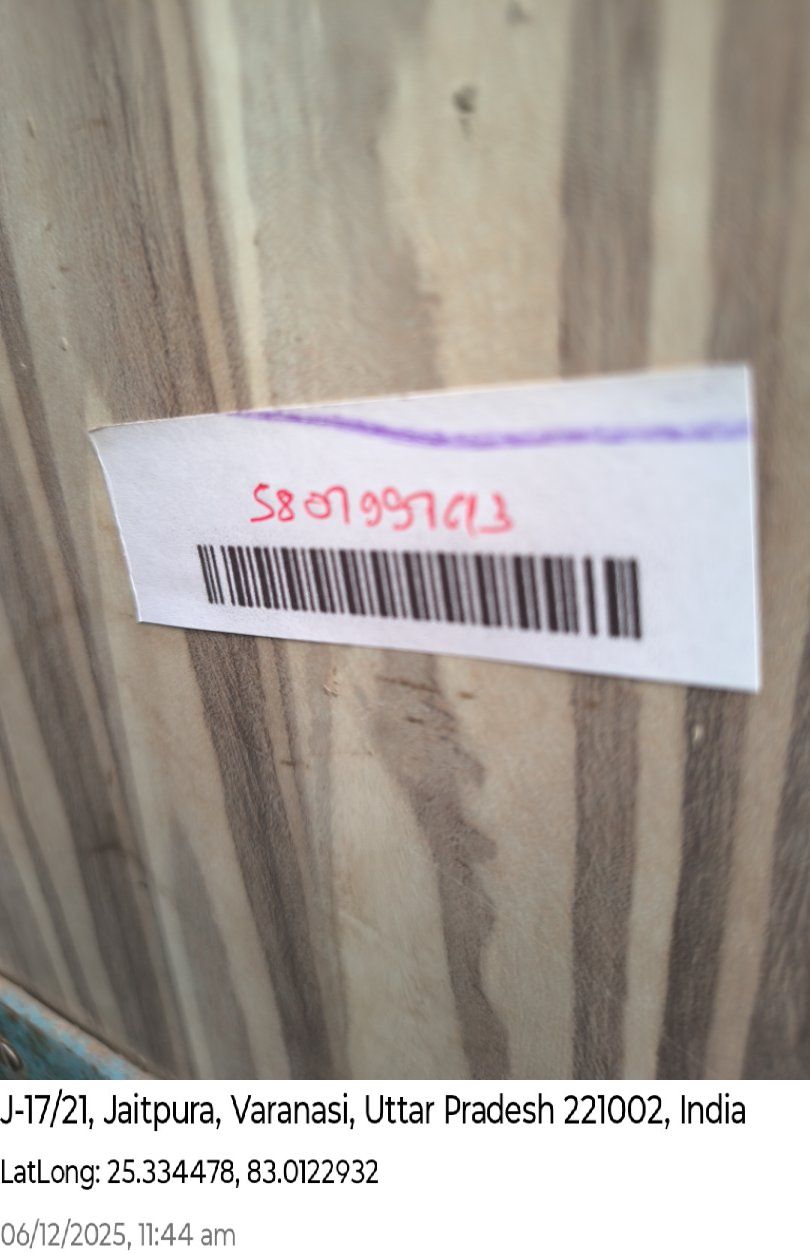 J-17/21, Jaitpura, Varanasi, Uttar Pradesh 221002, India
LatLong: 25.334478, 83.0122932
06/12/2025, 11:44 am